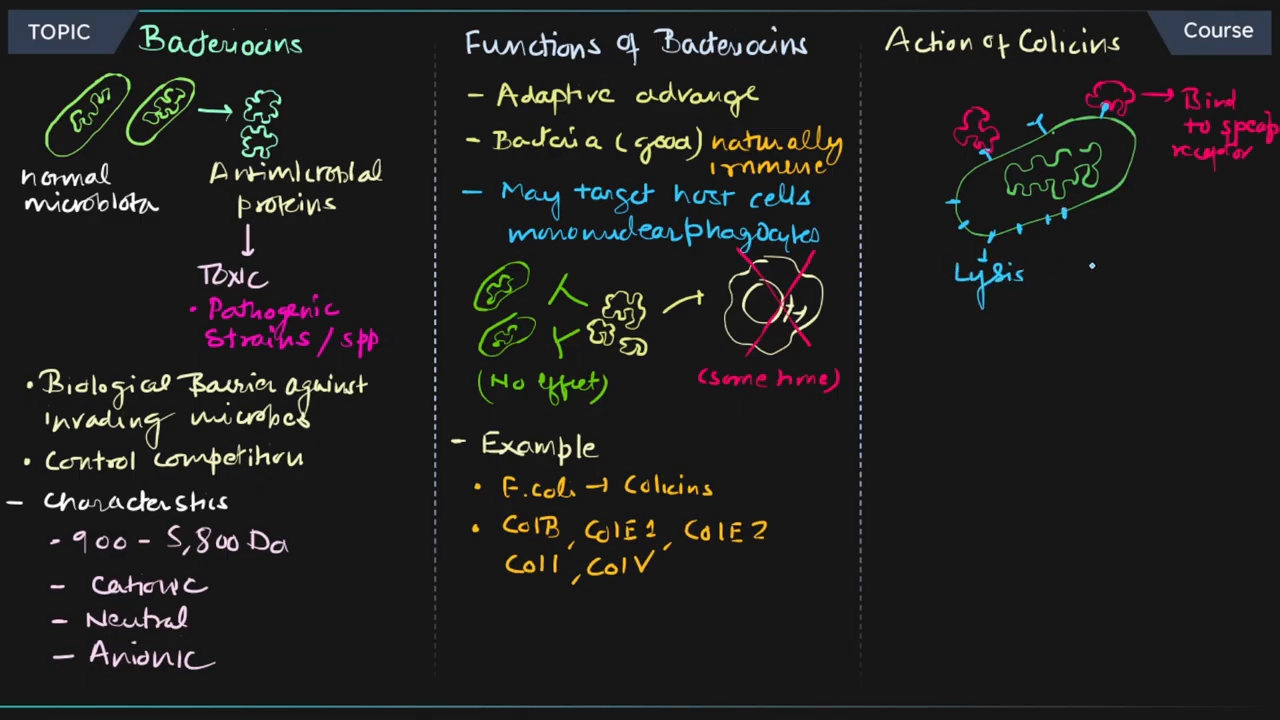 TOPIC
Bacteriocins
normal
microbiota
Antimicrobial
proteins
TOXIC
• Pathogenic
Strains / spp
• Biological Barrier against
invading microbes
• Control competition
- Characteristics
- 900 - 5,800 Da
- Cationic
- Neutral
- Anionic
Functions of Bacteriocins
- Adaptive advange
- Bacteria (good) naturally
immune
- May target host cells
mononuclearphagocytes
(No effect)
(some time)
- Example
• E.coli → Colicins
• ColB, ColE1, ColE2
ColI, ColV
Course
Action of Colicins
→ Bind
to specific
receptor
Lysis